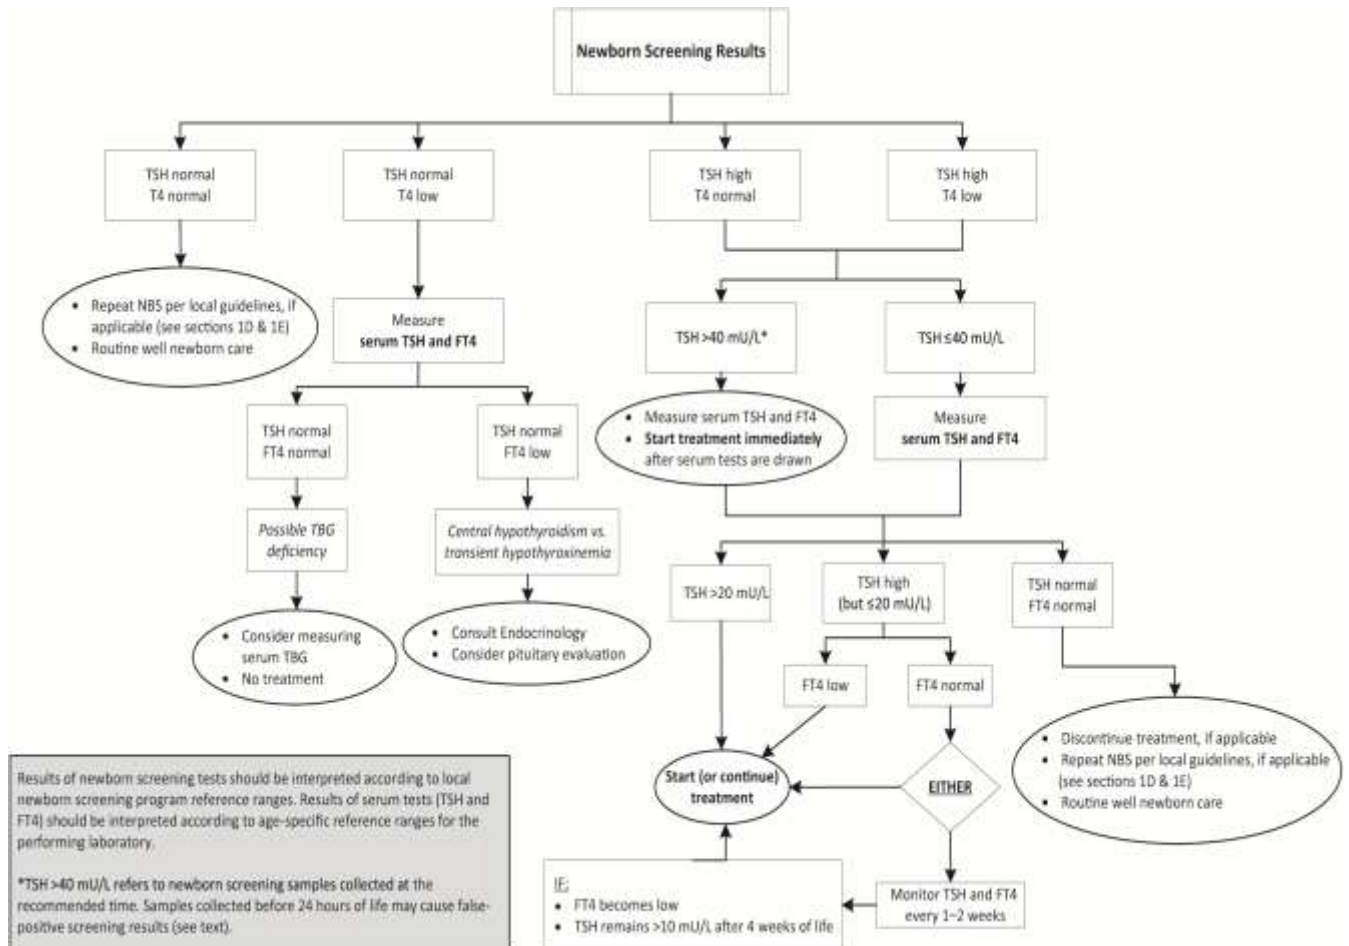 Newborn Screening Results
TSH normal
T4 normal
TSH normal
T4 low
TSH high
T4 normal
TSH high
T4 low
• Repeat NBS per local guidelines, if
applicable (see sections 1D & 1E)
• Routine well newborn care
Measure
serum TSH and FT4
TSH >40 mU/L*
TSH ≤40 mU/L
TSH normal
FT4 normal
TSH normal
FT4 low
• Measure serum TSH and FT4
• Start treatment immediately
after serum tests are drawn
Measure
serum TSH and FT4
Possible TBG
deficiency
Central hypothyroidism vs.
transient hypothyroxinemia
TSH >20 mU/L
TSH high
(but ≤20 mU/L)
TSH normal
FT4 normal
• Consider measuring
serum TBG
• No treatment
• Consult Endocrinology
• Consider pituitary evaluation
FT4 low
FT4 normal
• Discontinue treatment, if applicable
• Repeat NBS per local guidelines, if applicable
(see sections 1D & 1E)
• Routine well newborn care
Start (or continue)
treatment
EITHER
Results of newborn screening tests should be interpreted according to local
newborn screening program reference ranges. Results of serum tests (TSH and
FT4) should be interpreted according to age-specific reference ranges for the
performing laboratory.
*TSH >40 mU/L refers to newborn screening samples collected at the
recommended time. Samples collected before 24 hours of life may cause false-
positive screening results (see text).
IF:
• FT4 becomes low
• TSH remains >10 mU/L after 4 weeks of life
Monitor TSH and FT4
every 1–2 weeks